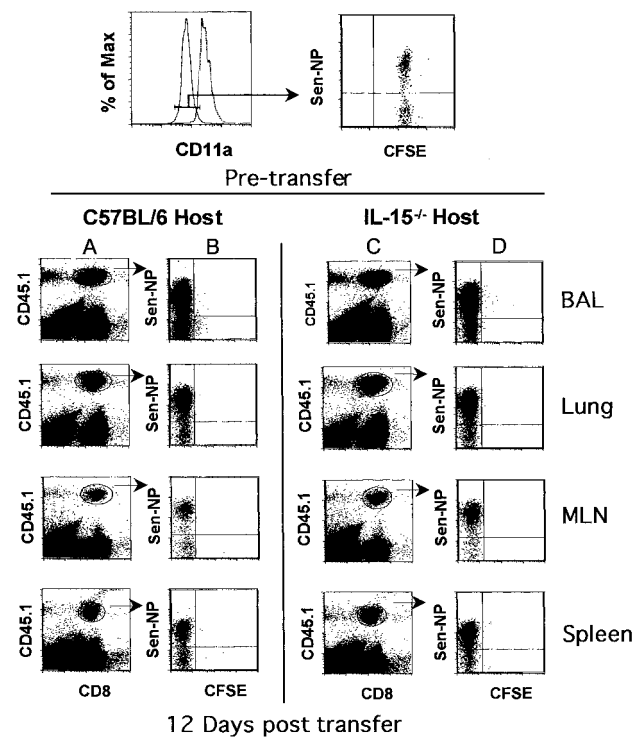 % of Max
CD11a
Sen-NP
CFSE
Pre-transfer
C57BL/6 Host
IL-15-/- Host
A
B
C
D
CD45.1
Sen-NP
CD45.1
Sen-NP
BAL
CD45.1
Sen-NP
CD45.1
Sen-NP
Lung
CD45.1
Sen-NP
CD45.1
Sen-NP
MLN
CD45.1
Sen-NP
CD45.1
Sen-NP
Spleen
CD8
CFSE
CD8
CFSE
12 Days post transfer